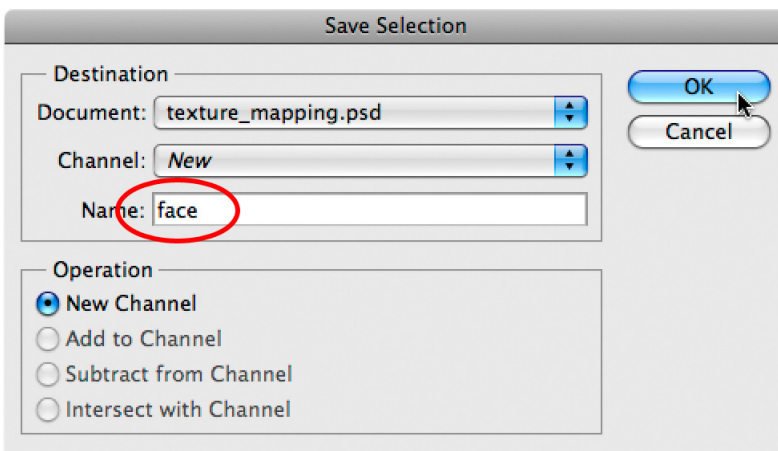 Save Selection
Destination
Document: texture_mapping.psd
Channel: New
Name: face
OK
Cancel
Operation
New Channel
Add to Channel
Subtract from Channel
Intersect with Channel